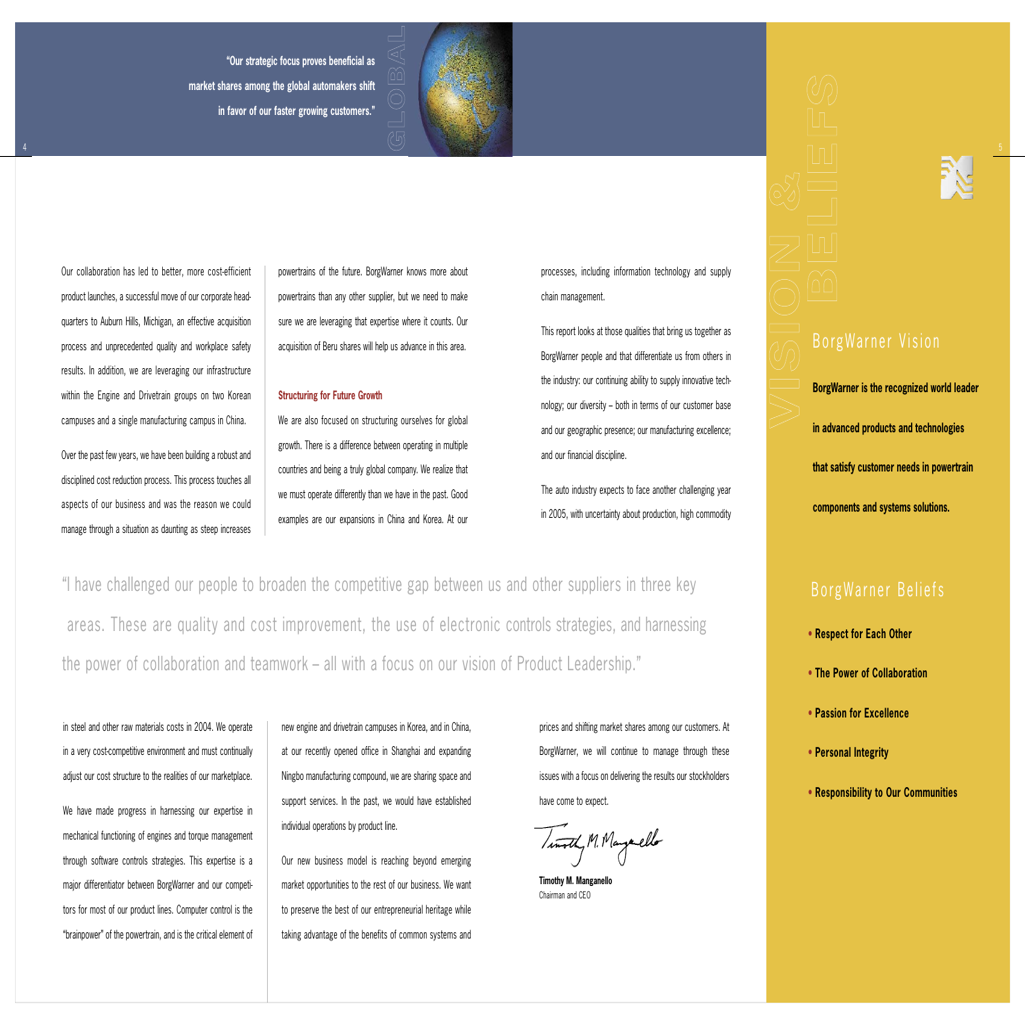 "Our strategic focus proves beneficial as
market shares among the global automakers shift
in favor of our faster growing customers."
GLOBAL
4
Our collaboration has led to better, more cost-efficient
product launches, a successful move of our corporate head-
quarters to Auburn Hills, Michigan, an effective acquisition
process and unprecedented quality and workplace safety
results. In addition, we are leveraging our infrastructure
within the Engine and Drivetrain groups on two Korean
campuses and a single manufacturing campus in China.
Over the past few years, we have been building a robust and
disciplined cost reduction process. This process touches all
aspects of our business and was the reason we could
manage through a situation as daunting as steep increases
in steel and other raw materials costs in 2004. We operate
in a very cost-competitive environment and must continually
adjust our cost structure to the realities of our marketplace.
We have made progress in harnessing our expertise in
mechanical functioning of engines and torque management
through software controls strategies. This expertise is a
major differentiator between BorgWarner and our competi-
tors for most of our product lines. Computer control is the
"brainpower" of the powertrain, and is the critical element of
powertrains of the future. BorgWarner knows more about
powertrains than any other supplier, but we need to make
sure we are leveraging that expertise where it counts. Our
acquisition of Beru shares will help us advance in this area.
Structuring for Future Growth
We are also focused on structuring ourselves for global
growth. There is a difference between operating in multiple
countries and being a truly global company. We realize that
we must operate differently than we have in the past. Good
examples are our expansions in China and Korea. At our
new engine and drivetrain campuses in Korea, and in China,
at our recently opened office in Shanghai and expanding
Ningbo manufacturing compound, we are sharing space and
support services. In the past, we would have established
individual operations by product line.
Our new business model is reaching beyond emerging
market opportunities to the rest of our business. We want
to preserve the best of our entrepreneurial heritage while
taking advantage of the benefits of common systems and
processes, including information technology and supply
chain management.
This report looks at those qualities that bring us together as
BorgWarner people and that differentiate us from others in
the industry: our continuing ability to supply innovative tech-
nology; our diversity – both in terms of our customer base
and our geographic presence; our manufacturing excellence;
and our financial discipline.
The auto industry expects to face another challenging year
in 2005, with uncertainty about production, high commodity
prices and shifting market shares among our customers. At
BorgWarner, we will continue to manage through these
issues with a focus on delivering the results our stockholders
have come to expect.
Timothy M. Manganello
Timothy M. Manganello
Chairman and CEO
"I have challenged our people to broaden the competitive gap between us and other suppliers in three key
areas. These are quality and cost improvement, the use of electronic controls strategies, and harnessing
the power of collaboration and teamwork – all with a focus on our vision of Product Leadership."
5
VISION &
BELIEFS
BorgWarner Vision
BorgWarner is the recognized world leader
in advanced products and technologies
that satisfy customer needs in powertrain
components and systems solutions.
BorgWarner Beliefs
• Respect for Each Other
• The Power of Collaboration
• Passion for Excellence
• Personal Integrity
• Responsibility to Our Communities